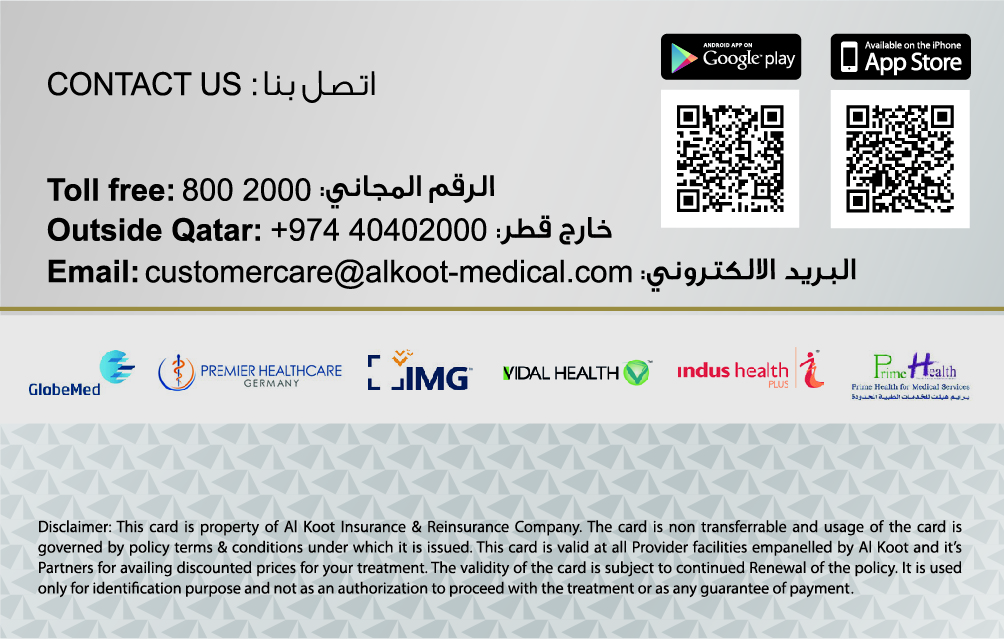 ANDROID APP ON
Google play
Available on the iPhone
App Store
CONTACT US : اتصل بنا
Toll free: 800 2000 :الرقم المجاني
Outside Qatar: +974 40402000 :خارج قطر
Email: customercare@alkoot-medical.com :البريد الالكتروني
GlobeMed
PREMIER HEALTHCARE
GERMANY
IMG™
VIDAL HEALTH™
indus health
PLUS
Prime Health
Prime Health for Medical Services
برايم هيلث للخدمات الطبية المحدودة
Disclaimer: This card is property of Al Koot Insurance & Reinsurance Company. The card is non transferrable and usage of the card is
governed by policy terms & conditions under which it is issued. This card is valid at all Provider facilities empanelled by Al Koot and it’s
Partners for availing discounted prices for your treatment. The validity of the card is subject to continued Renewal of the policy. It is used
only for identification purpose and not as an authorization to proceed with the treatment or as any guarantee of payment.